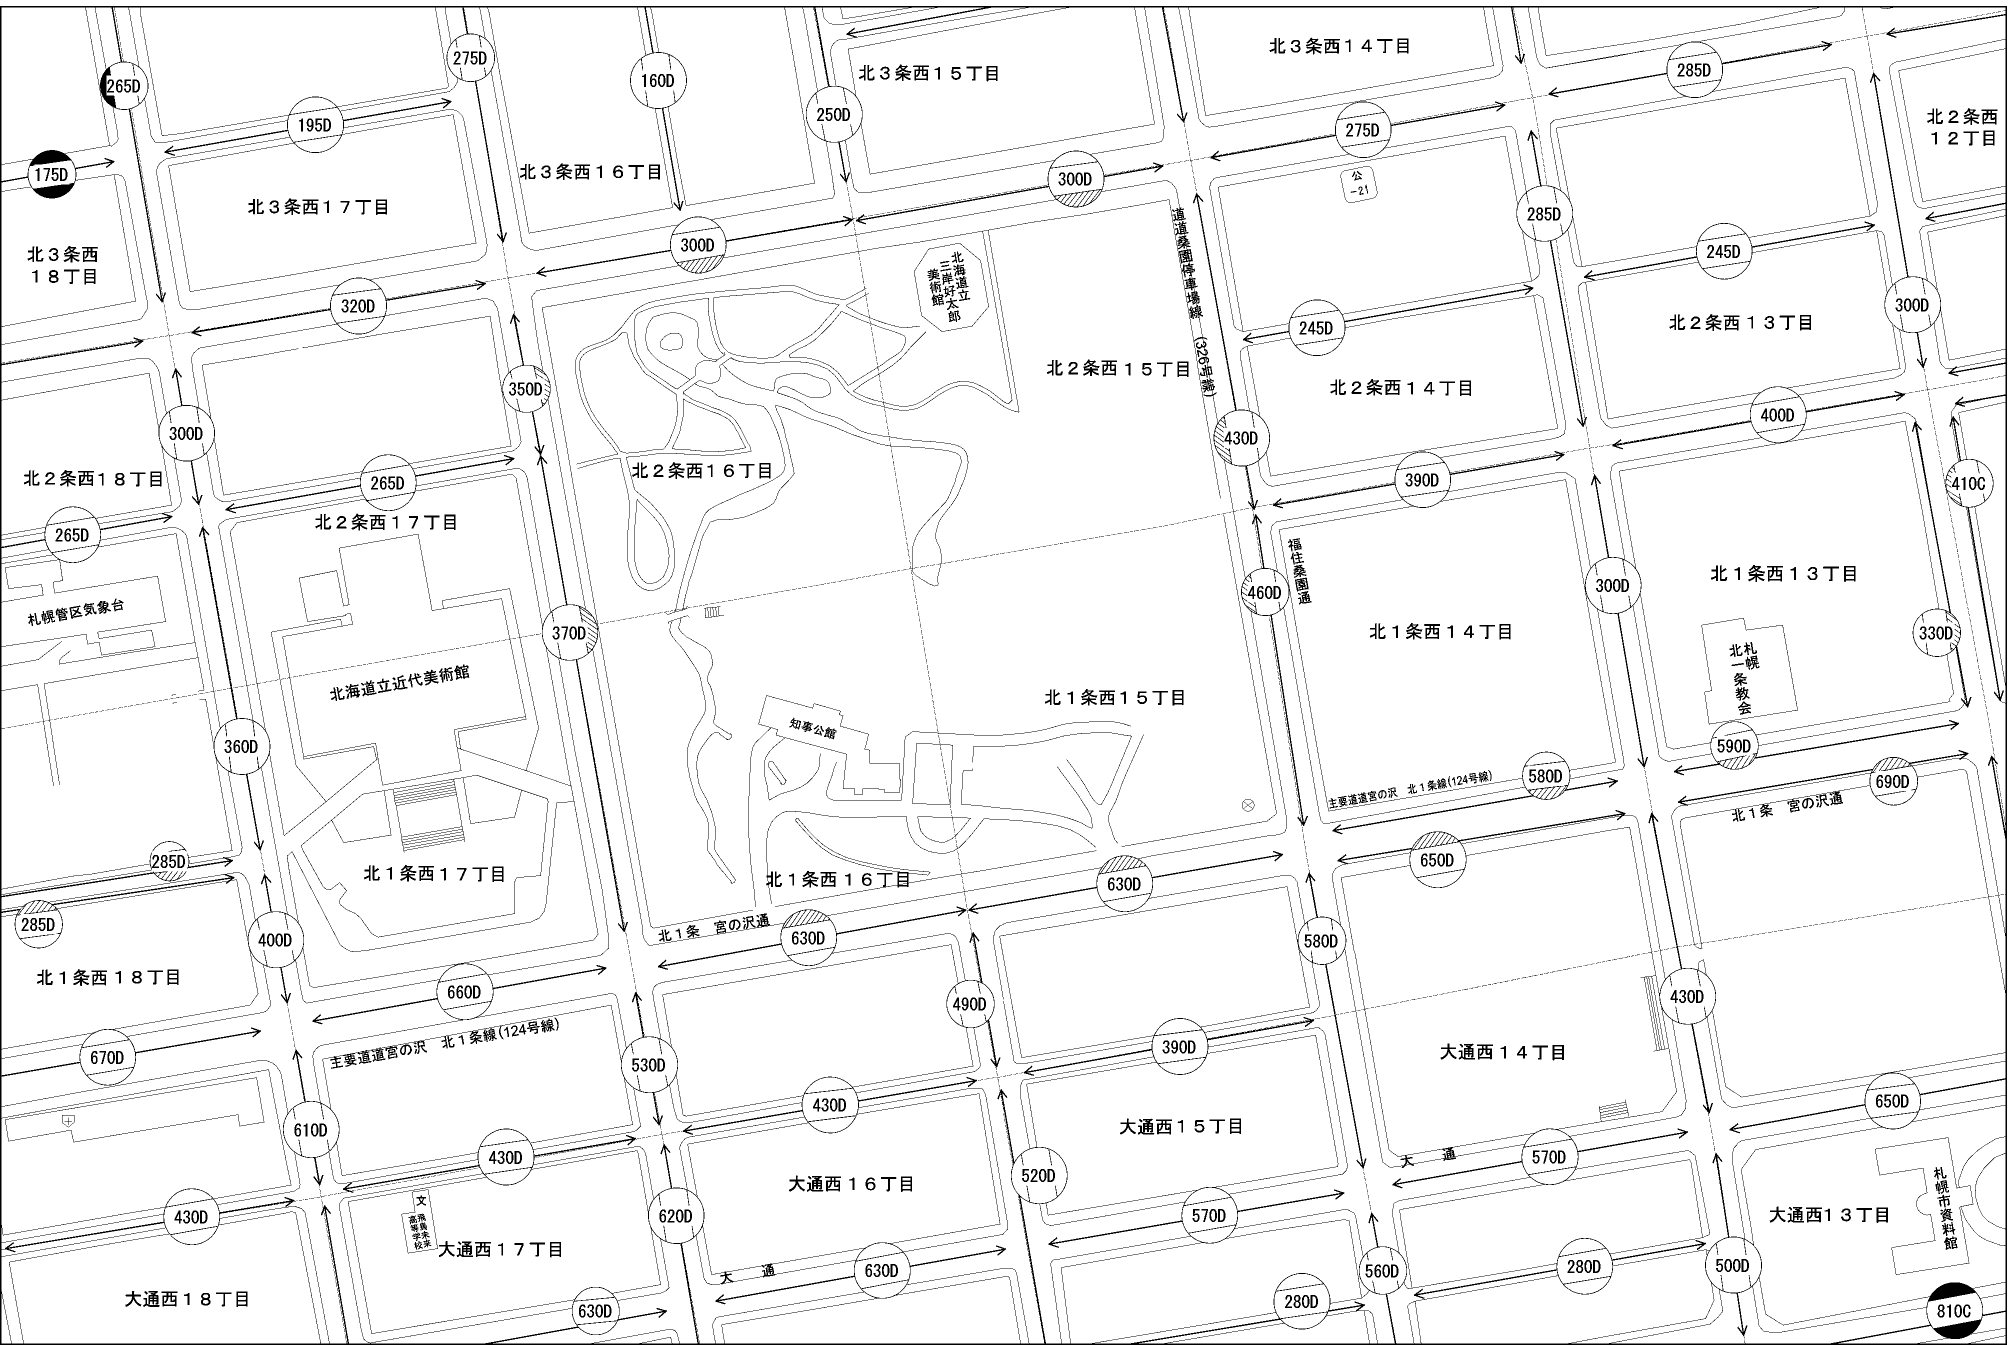 北３条西１４丁目
285D
275D
265D
160D
北３条西１５丁目
250D
195D
275D
北２条西
１２丁目
175D
北３条西１６丁目
300D
公
-21
北３条西１７丁目
285D
道道桑園停車場線　(326号線)
300D
245D
北３条西
１８丁目
北海道立
三岸好太郎
美術館
320D
300D
245D
北２条西１３丁目
350D
北２条西１５丁目
北２条西１４丁目
400D
300D
430D
北２条西１８丁目
北２条西１６丁目
265D
390D
410C
265D
北２条西１７丁目
福住桑園通
460D
300D
北１条西１３丁目
札幌管区気象台
370D
北１条西１４丁目
330D
札幌
北一条教会
北海道立近代美術館
北１条西１５丁目
知事公館
360D
590D
580D
690D
主要道道宮の沢　北１条線(124号線)
北１条　宮の沢通
285D
650D
北１条西１７丁目
北１条西１６丁目
630D
285D
北１条　宮の沢通
630D
400D
580D
北１条西１８丁目
660D
490D
430D
主要道道宮の沢　北１条線(124号線)
670D
530D
390D
大通西１４丁目
430D
650D
610D
大通西１５丁目
430D
大　通
570D
520D
大通西１６丁目
札幌市資料館
430D
文
飛鳥未来
高等学校
620D
570D
大通西１３丁目
大通西１７丁目
大　通
630D
560D
280D
500D
大通西１８丁目
630D
280D
810C